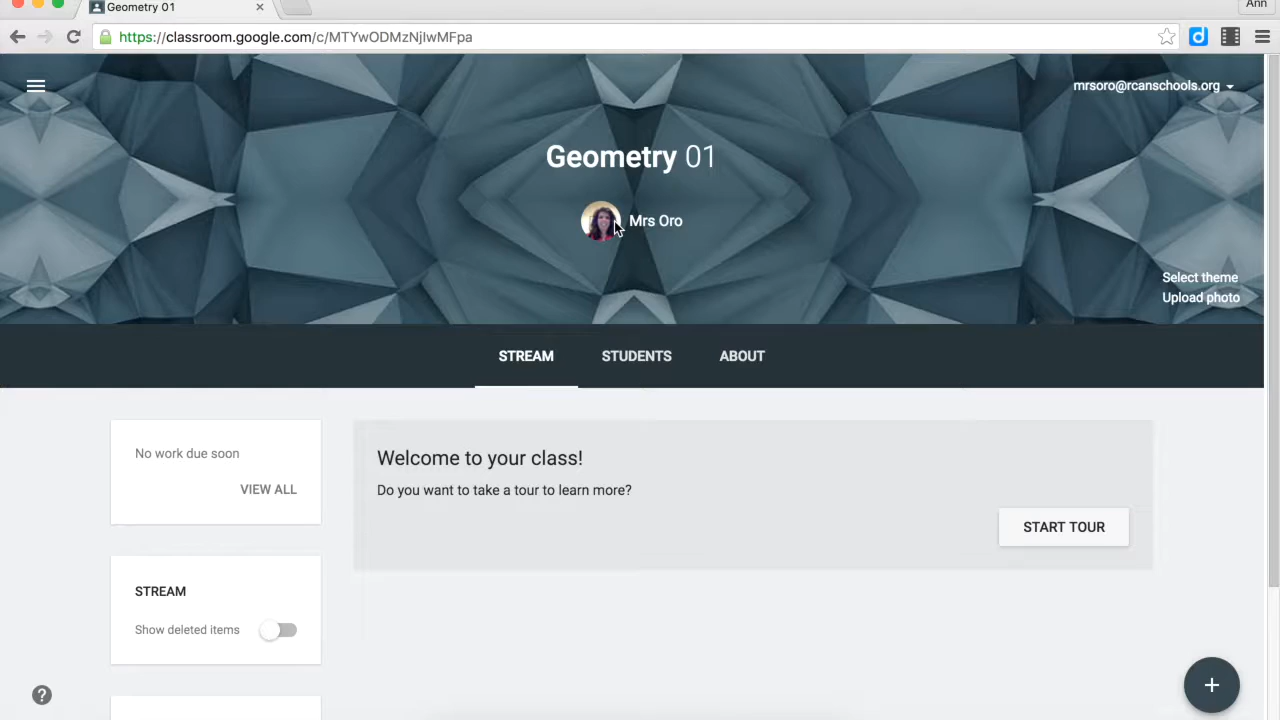 Geometry 01
Ann
https://classroom.google.com/c/MTYwODMzNjIwMFpa
mrsoro@rcanschools.org
Geometry 01
Mrs Oro
Select theme
Upload photo
STREAM STUDENTS ABOUT
No work due soon
VIEW ALL
Welcome to your class!
Do you want to take a tour to learn more?
START TOUR
STREAM
Show deleted items